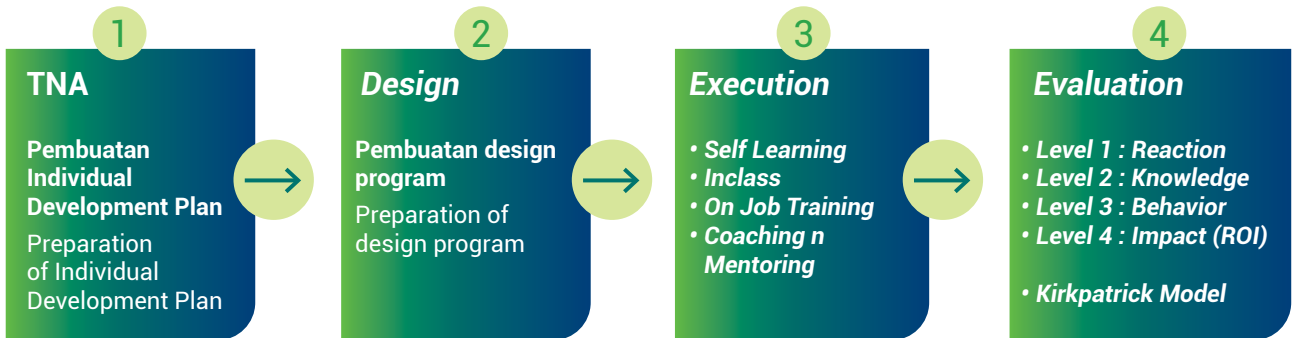 1
TNA
Pembuatan
Individual
Development Plan
Preparation
of Individual
Development Plan
2
Design
Pembuatan design
program
Preparation of
design program
3
Execution
• Self Learning
• Inclass
• On Job Training
• Coaching n
Mentoring
4
Evaluation
• Level 1 : Reaction
• Level 2 : Knowledge
• Level 3 : Behavior
• Level 4 : Impact (ROI)
• Kirkpatrick Model